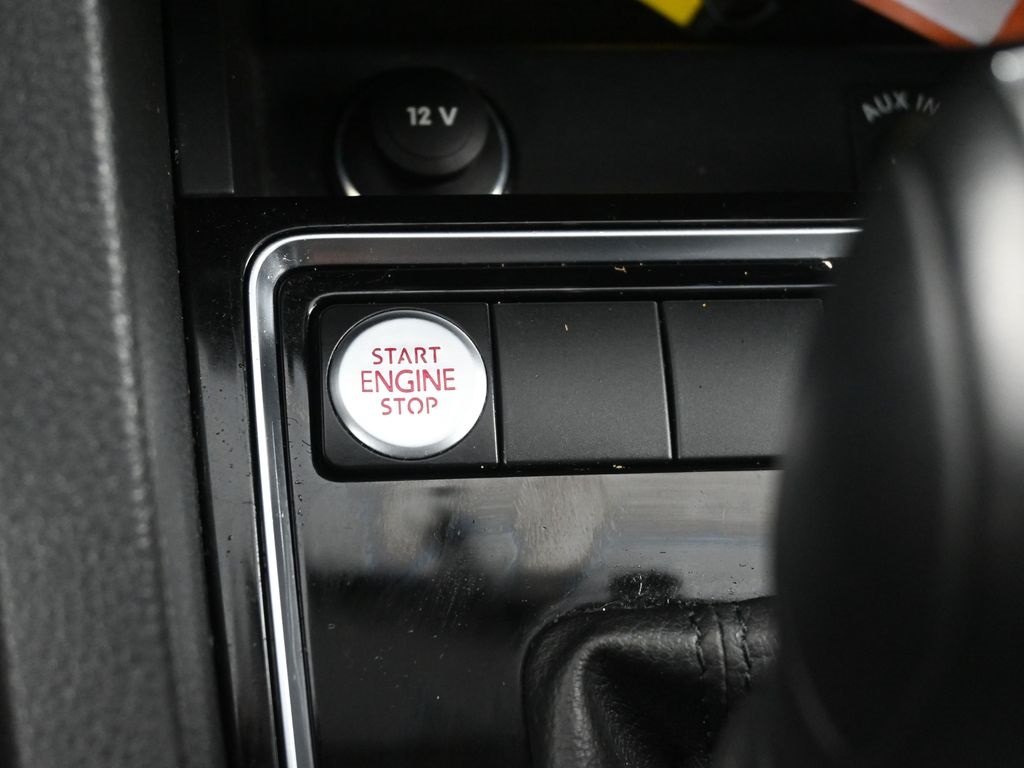 12 V
AUX IN
START
ENGINE
STOP